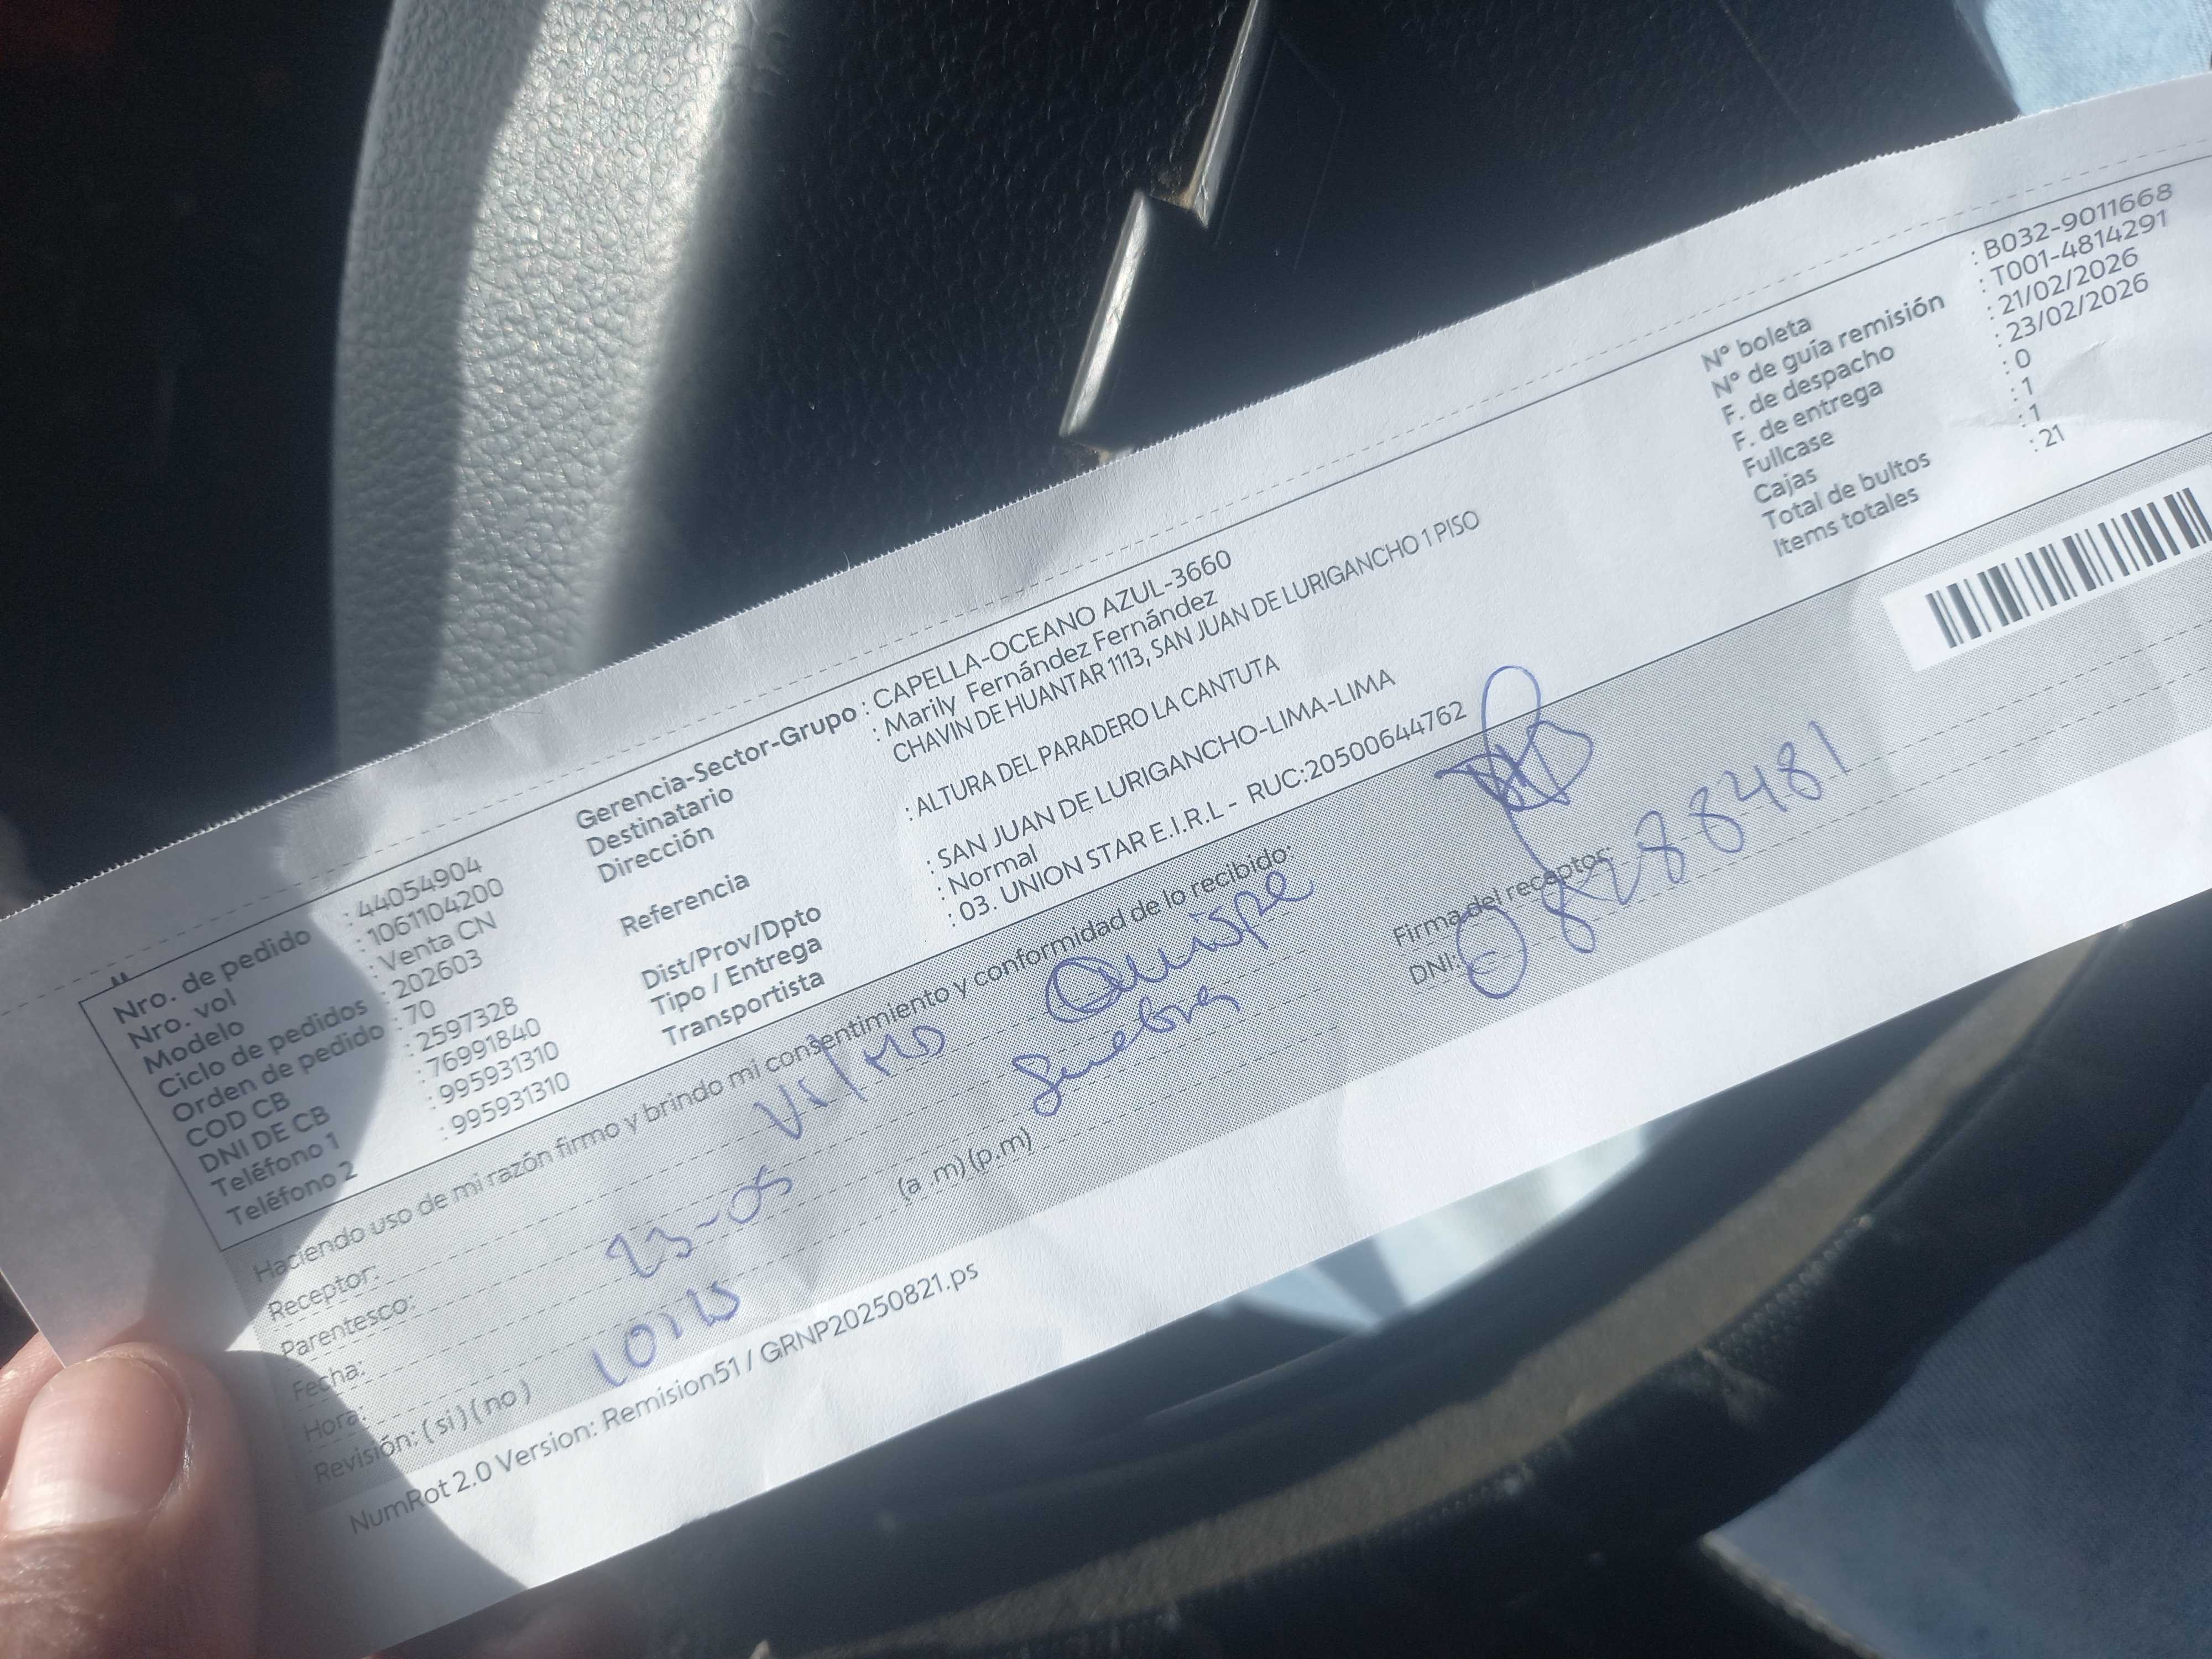 Nro. de pedido : 44054904
Nro. vol : 1061104200
Modelo : Venta CN
Ciclo de pedidos : 202603
Orden de pedido : 70
COD CB : 2597328
DNI DE CB : 76991840
Teléfono 1 : 995931310
Teléfono 2 : 995931310
Gerencia-Sector-Grupo : CAPELLA-OCEANO AZUL-3660
Destinatario : Marily Fernández Fernández
Dirección CHAVIN DE HUANTAR 1113, SAN JUAN DE LURIGANCHO 1 PISO
Referencia : ALTURA DEL PARADERO LA CANTUTA
Dist/Prov/Dpto : SAN JUAN DE LURIGANCHO-LIMA-LIMA
Tipo / Entrega : Normal
Transportista : 03. UNION STAR E.I.R.L - RUC:20500644762
N° boleta : B032-9011668
N° de guía remisión : T001-4814291
F. de despacho : 21/02/2026
F. de entrega : 23/02/2026
Fullcase : 0
Cajas : 1
Total de bultos : 1
Items totales : 21
Haciendo uso de mi razón firmo y brindo mi consentimiento y conformidad de lo recibido:
Receptor: Vilma Quispe
Parentesco: Suegra
Fecha: 23-05
Hora: 10:15 (a .m) (p.m)
Revisión: ( si ) ( no )
Firma del receptor:
DNI:
NumRot 2.0 Version: Remision51 / GRNP20250821.ps